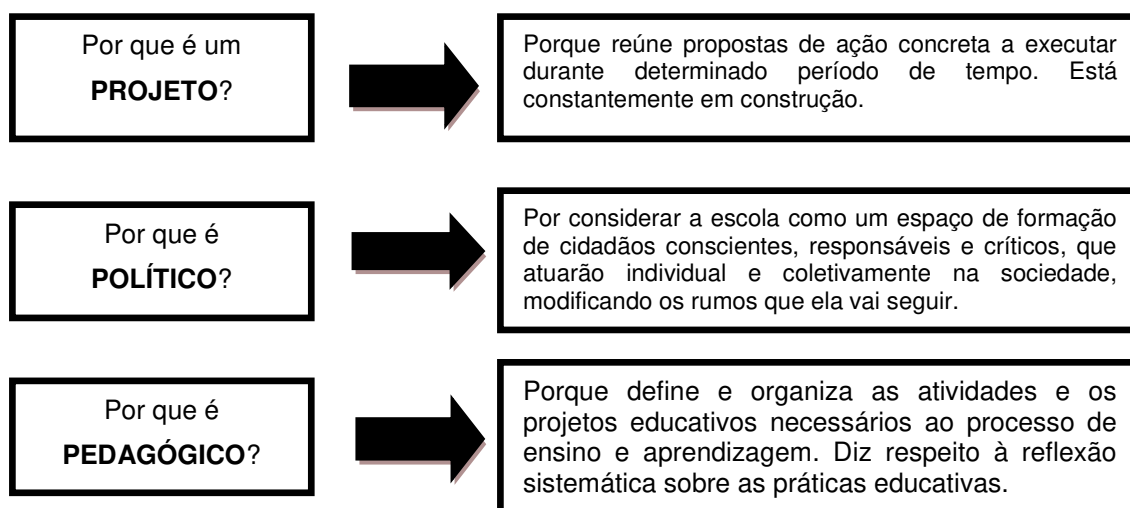 Por que é um
PROJETO?
Porque reúne propostas de ação concreta a executar
durante determinado período de tempo. Está
constantemente em construção.
Por que é
POLÍTICO?
Por considerar a escola como um espaço de formação
de cidadãos conscientes, responsáveis e críticos, que
atuarão individual e coletivamente na sociedade,
modificando os rumos que ela vai seguir.
Por que é
PEDAGÓGICO?
Porque define e organiza as atividades e os
projetos educativos necessários ao processo de
ensino e aprendizagem. Diz respeito à reflexão
sistemática sobre as práticas educativas.